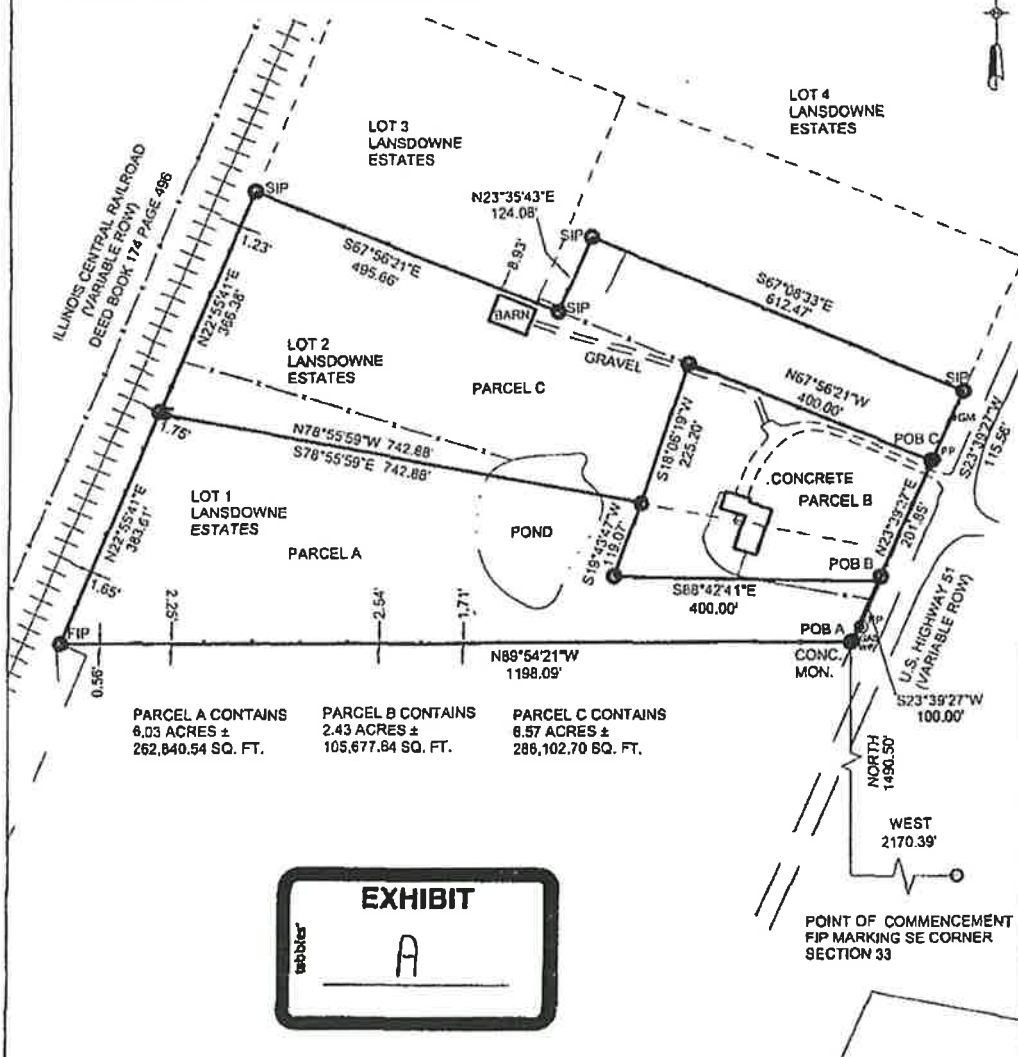 LOT 4
LANSDOWNE
ESTATES
LOT 3
LANSDOWNE
ESTATES
ILLINOIS CENTRAL RAILROAD
(VARIABLE ROW)
DEED BOOK 174 PAGE 496
SIP
N23°35'43"E
124.08'
1.23'
S67°56'21"E
495.66'
8.93'
SIP
S67°08'33"E
612.47'
N22°55'41"E
366.38'
SIP
BARN
LOT 2
LANSDOWNE
ESTATES
GRAVEL
PARCEL C
N67°56'21"W
400.00'
SIP
GM
S23°39'27"W
115.56'
POB C
PP
1.75'
N78°55'59"W 742.88'
S78°55'59"E 742.88'
S18°06'19"W
225.20'
CONCRETE
PARCEL B
N23°39'27"E
201.85'
LOT 1
LANSDOWNE
ESTATES
N22°55'41"E
383.61'
PARCEL A
POND
S19°43'47"W
119.07'
POB B
S88°42'41"E
400.00'
1.65'
2.25'
2.54'
1.71'
FIP
0.56'
POB A
CONC.
MON.
PP
GAS
U.S. HIGHWAY 51
(VARIABLE ROW)
N89°54'21"W
1198.09'
S23°39'27"W
100.00'
PARCEL A CONTAINS
6.03 ACRES ±
262,840.54 SQ. FT.
PARCEL B CONTAINS
2.43 ACRES ±
105,677.84 SQ. FT.
PARCEL C CONTAINS
6.57 ACRES ±
286,102.70 SQ. FT.
NORTH
1490.50'
WEST
2170.39'
POINT OF COMMENCEMENT
FIP MARKING SE CORNER
SECTION 33
EXHIBIT
tabbies'
A